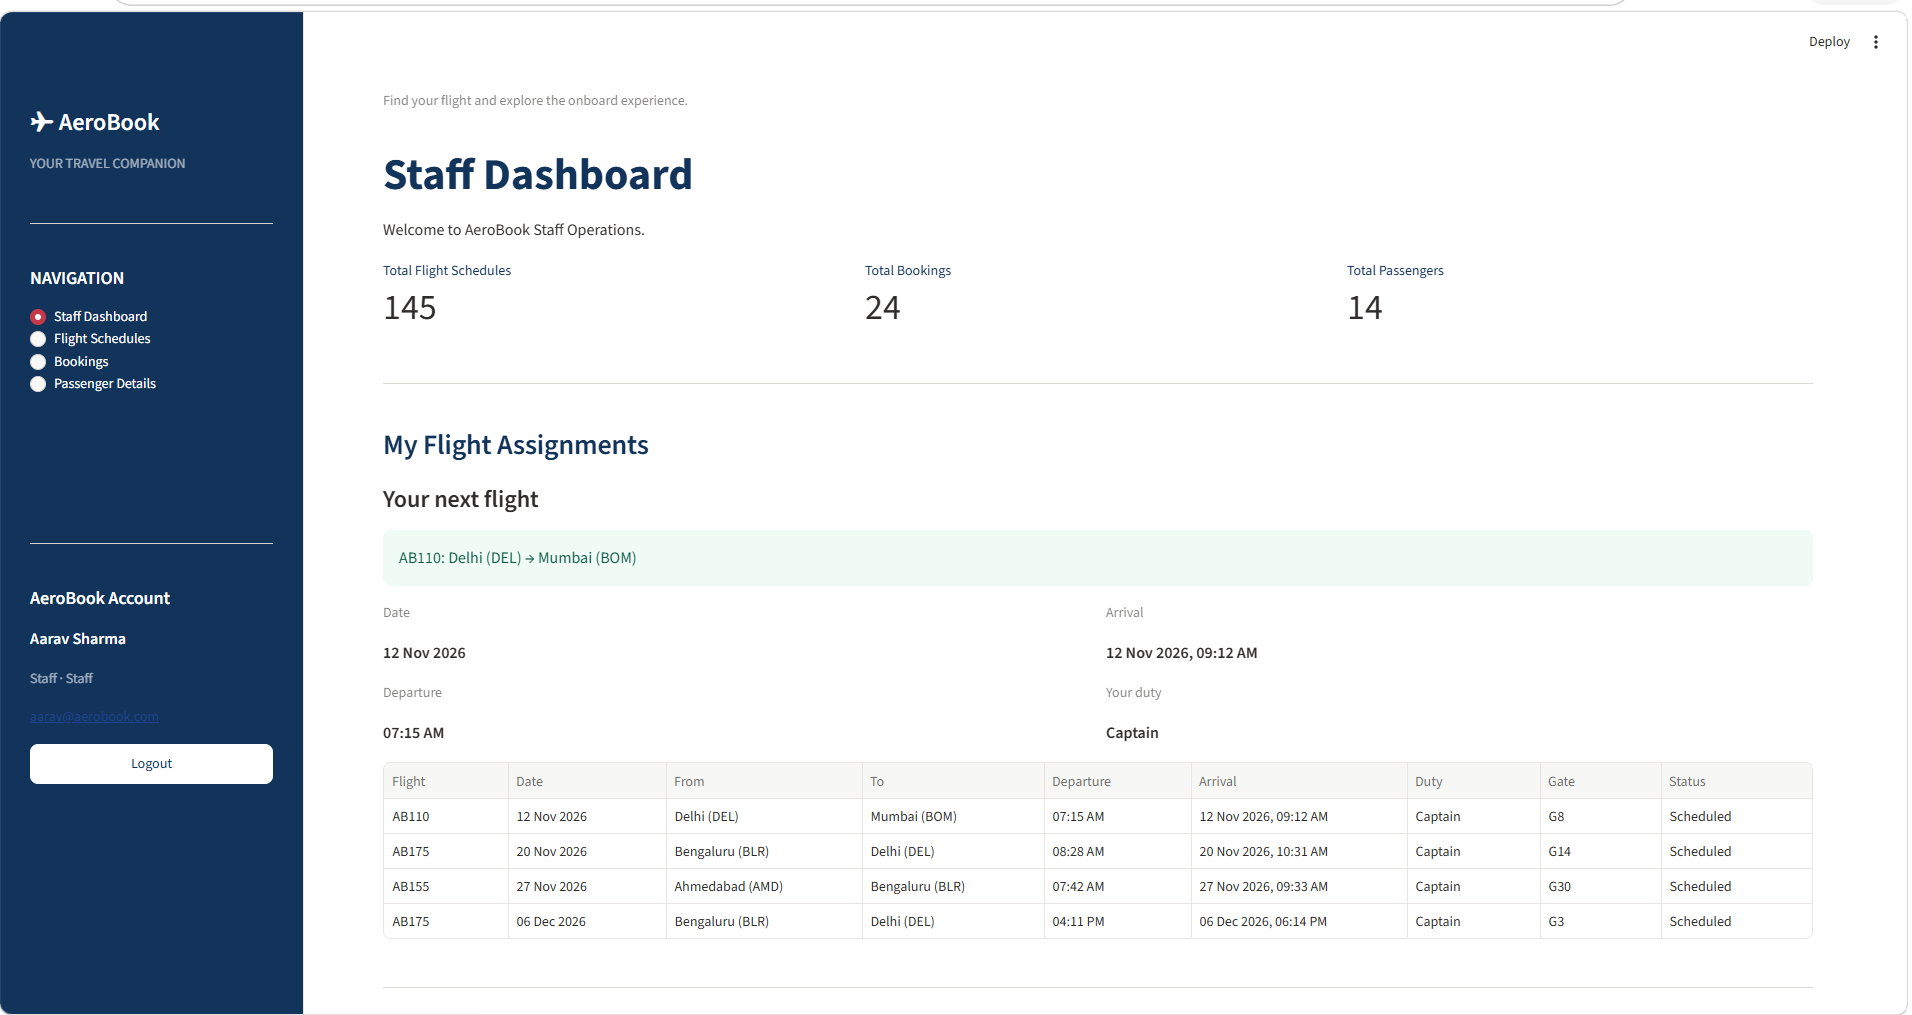 Deploy
✈ AeroBook
YOUR TRAVEL COMPANION
NAVIGATION
Staff Dashboard
Flight Schedules
Bookings
Passenger Details
AeroBook Account
Aarav Sharma
Staff · Staff
aarav@aerobook.com
Logout
Find your flight and explore the onboard experience.
Staff Dashboard
Welcome to AeroBook Staff Operations.
Total Flight Schedules Total Bookings Total Passengers
145 24 14
My Flight Assignments
Your next flight
AB110: Delhi (DEL) → Mumbai (BOM)
Date Arrival
12 Nov 2026 12 Nov 2026, 09:12 AM
Departure Your duty
07:15 AM Captain
Flight Date From To Departure Arrival Duty Gate Status
AB110 12 Nov 2026 Delhi (DEL) Mumbai (BOM) 07:15 AM 12 Nov 2026, 09:12 AM Captain G8 Scheduled
AB175 20 Nov 2026 Bengaluru (BLR) Delhi (DEL) 08:28 AM 20 Nov 2026, 10:31 AM Captain G14 Scheduled
AB155 27 Nov 2026 Ahmedabad (AMD) Bengaluru (BLR) 07:42 AM 27 Nov 2026, 09:33 AM Captain G30 Scheduled
AB175 06 Dec 2026 Bengaluru (BLR) Delhi (DEL) 04:11 PM 06 Dec 2026, 06:14 PM Captain G3 Scheduled